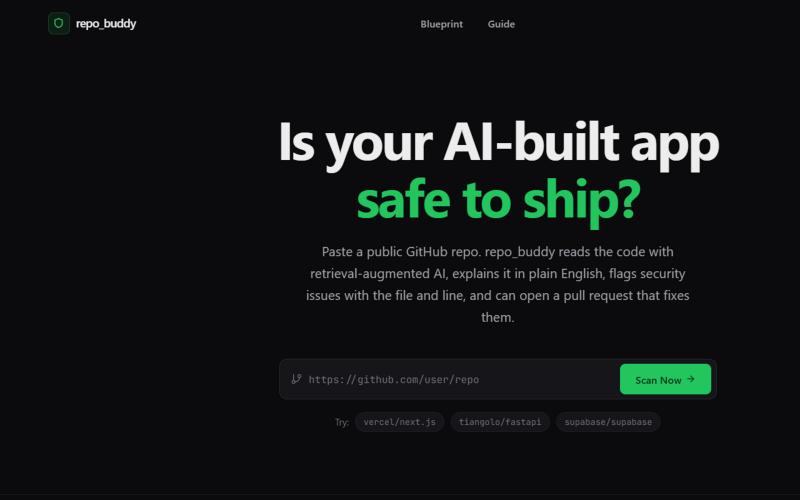 repo_buddy
Blueprint
Guide
Is your AI-built app
safe to ship?
Paste a public GitHub repo. repo_buddy reads the code with
retrieval-augmented AI, explains it in plain English, flags security
issues with the file and line, and can open a pull request that fixes
them.
https://github.com/user/repo
Scan Now →
Try: vercel/next.js tiangolo/fastapi supabase/supabase